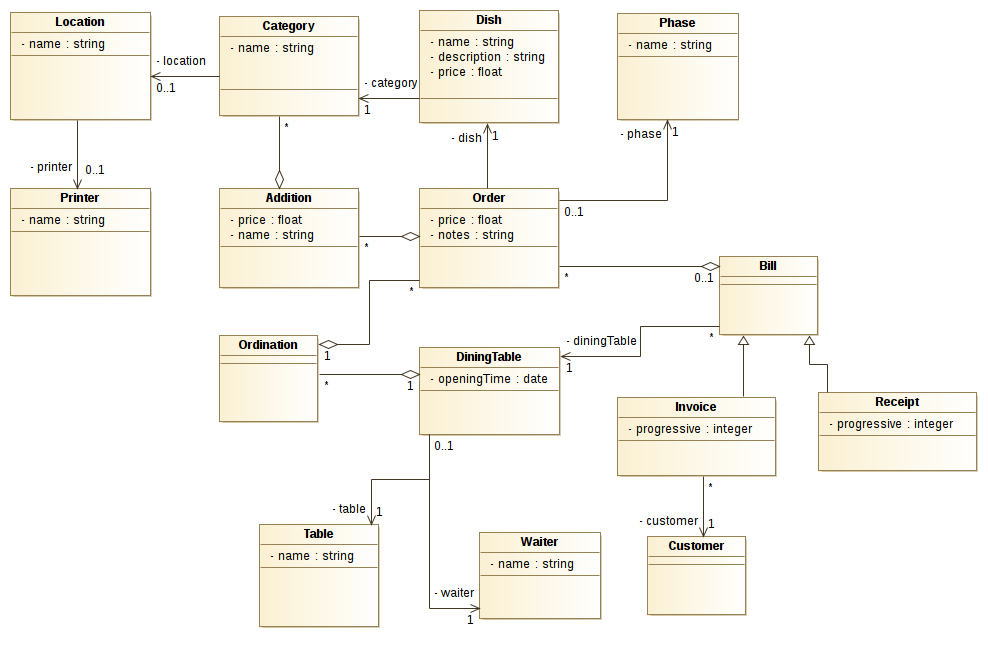 Location
- name : string
Category
- name : string
Dish
- name : string
- description : string
- price : float
Phase
- name : string
- location
0..1
- category
1
*
- dish
1
- phase
1
- printer
0..1
Printer
- name : string
Addition
- price : float
- name : string
Order
- price : float
- notes : string
0..1
*
*
*
Bill
0..1
*
Ordination
1
*
DiningTable
- openingTime : date
1
- diningTable
1
*
Invoice
- progressive : integer
Receipt
- progressive : integer
0..1
- table
1
Table
- name : string
- waiter
1
Waiter
- name : string
*
- customer
1
Customer